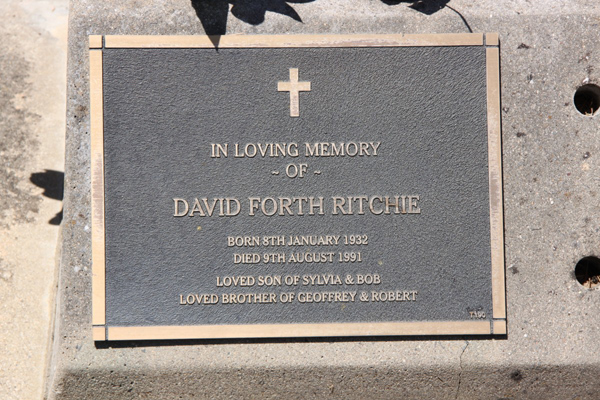 IN LOVING MEMORY
~ OF ~
DAVID FORTH RITCHIE
BORN 8TH JANUARY 1932
DIED 9TH AUGUST 1991
LOVED SON OF SYLVIA & BOB
LOVED BROTHER OF GEOFFREY & ROBERT